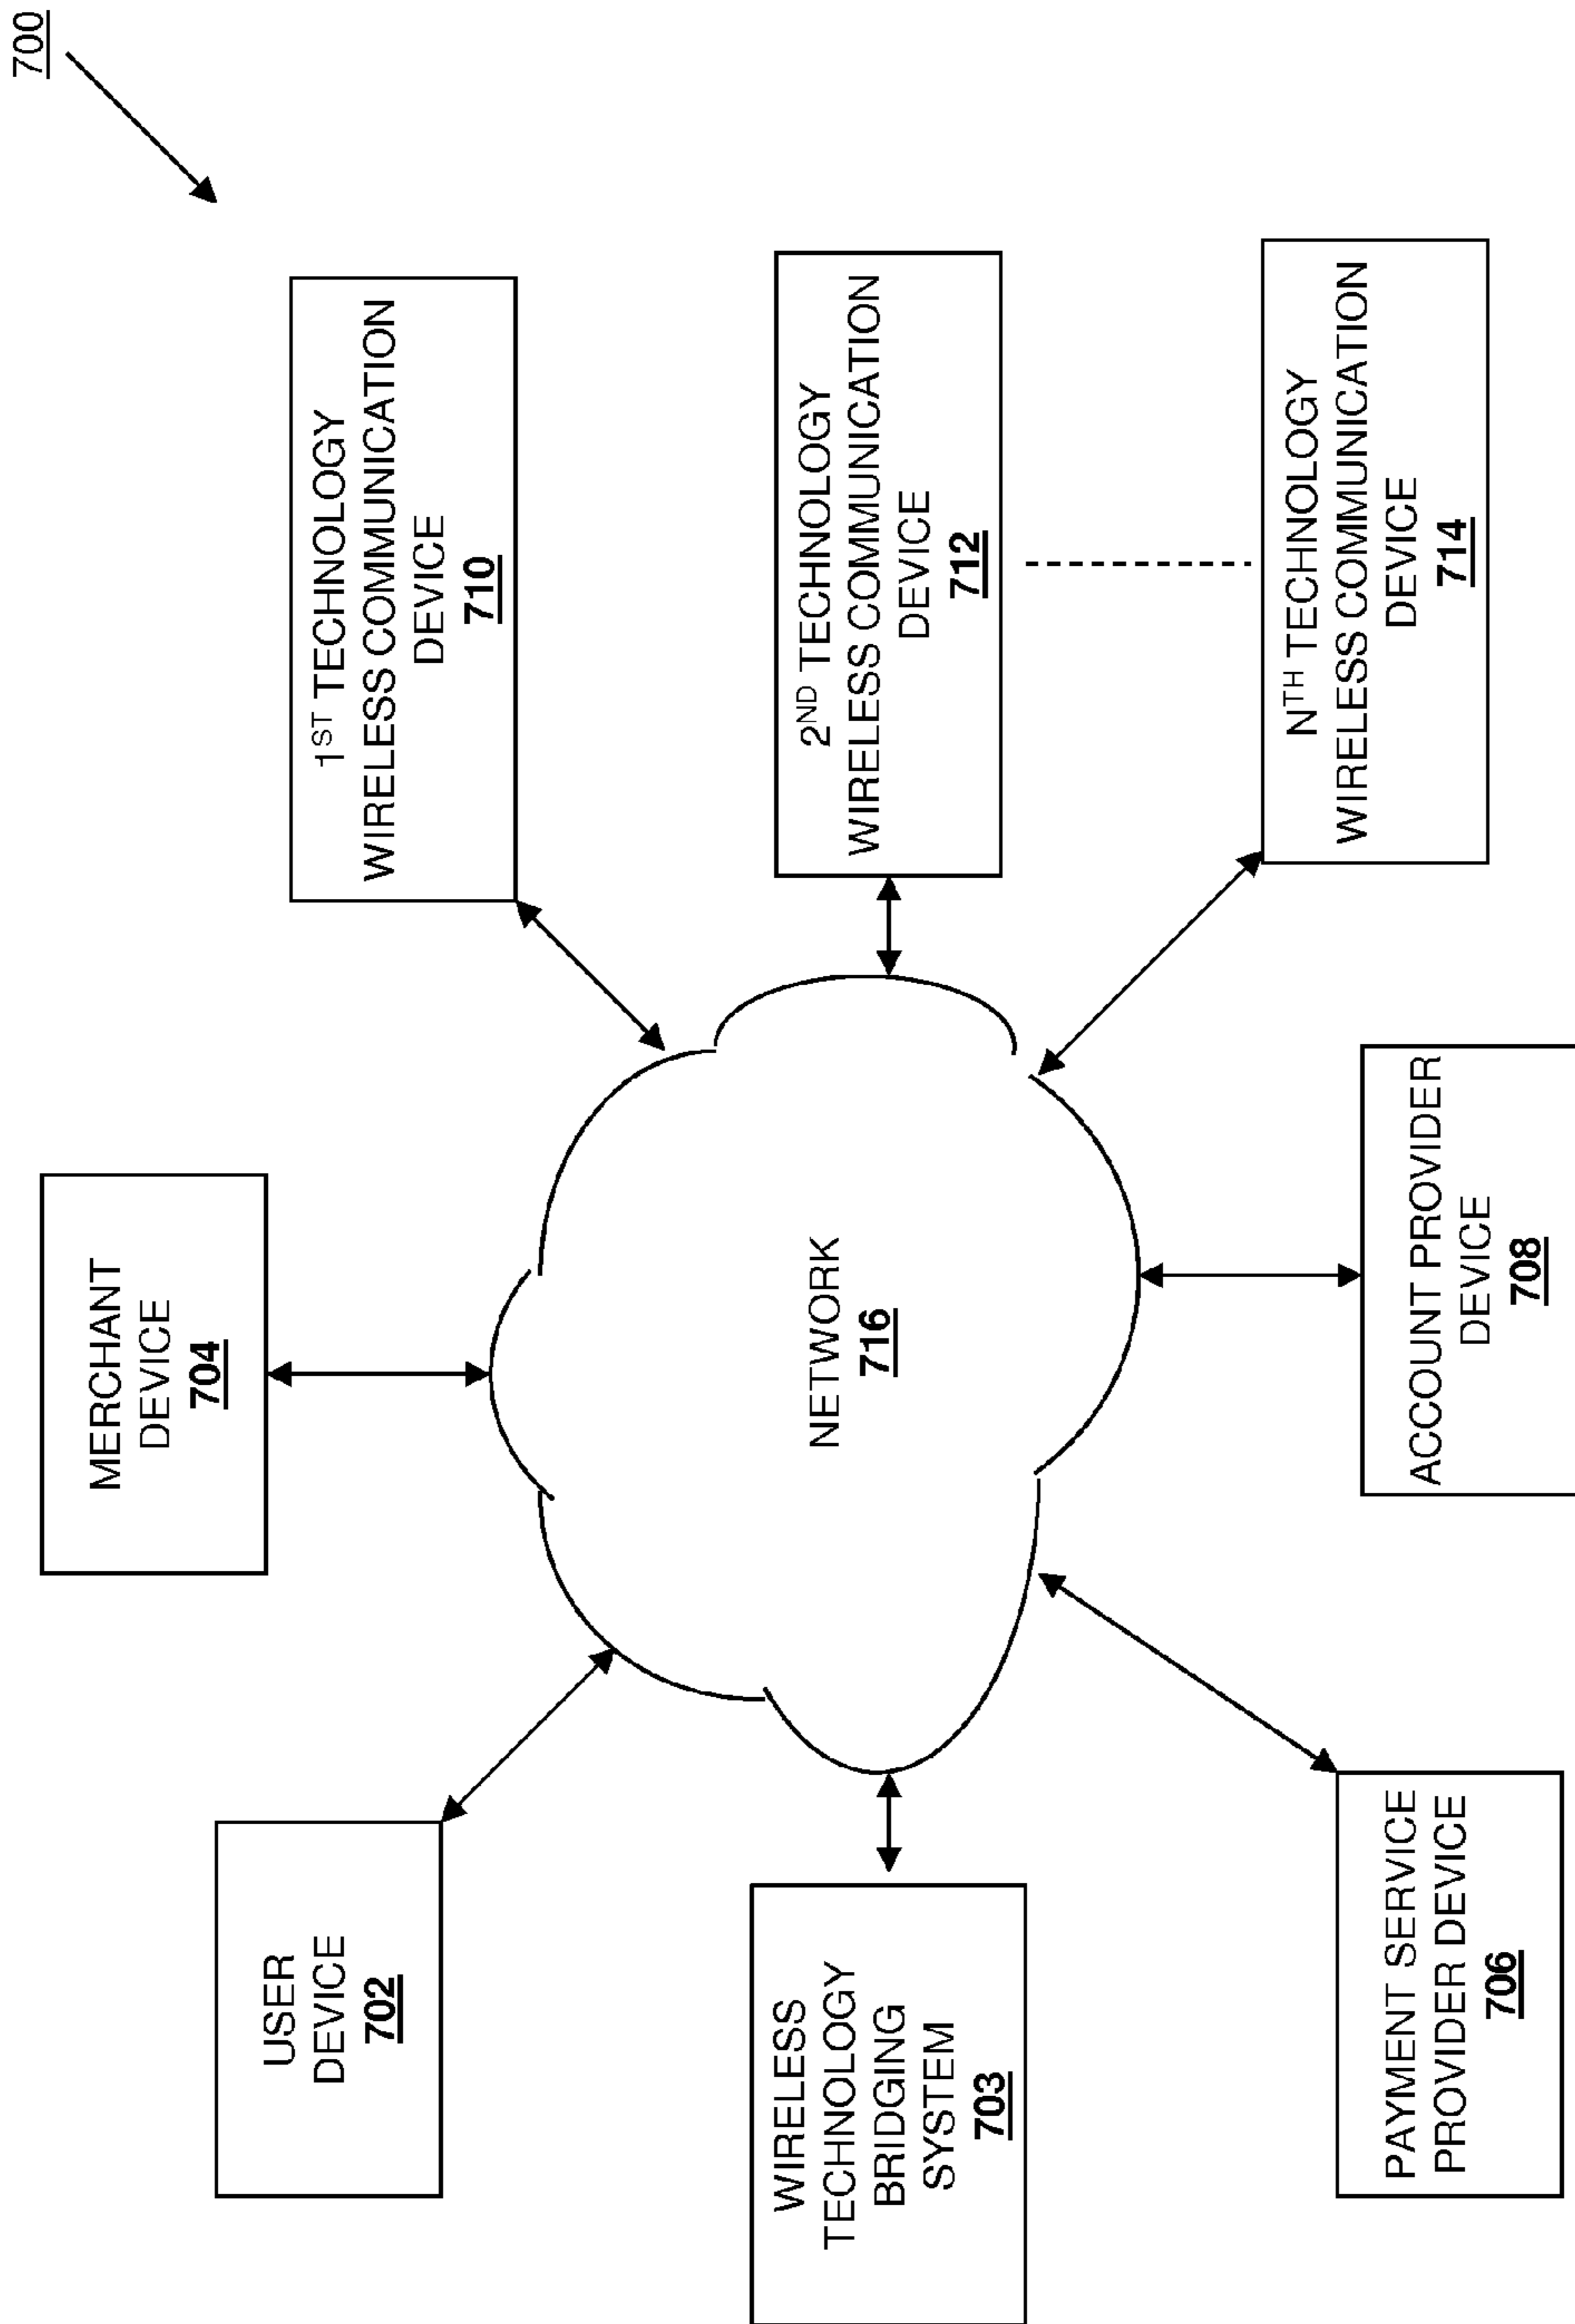 700
MERCHANT
DEVICE
704
USER
DEVICE
702
1ST TECHNOLOGY
WIRELESS COMMUNICATION
DEVICE
710
WIRELESS
TECHNOLOGY
BRIDGING
SYSTEM
703
NETWORK
716
2ND TECHNOLOGY
WIRELESS COMMUNICATION
DEVICE
712
PAYMENT SERVICE
PROVIDER DEVICE
706
ACCOUNT PROVIDER
DEVICE
708
NTH TECHNOLOGY
WIRELESS COMMUNICATION
DEVICE
714